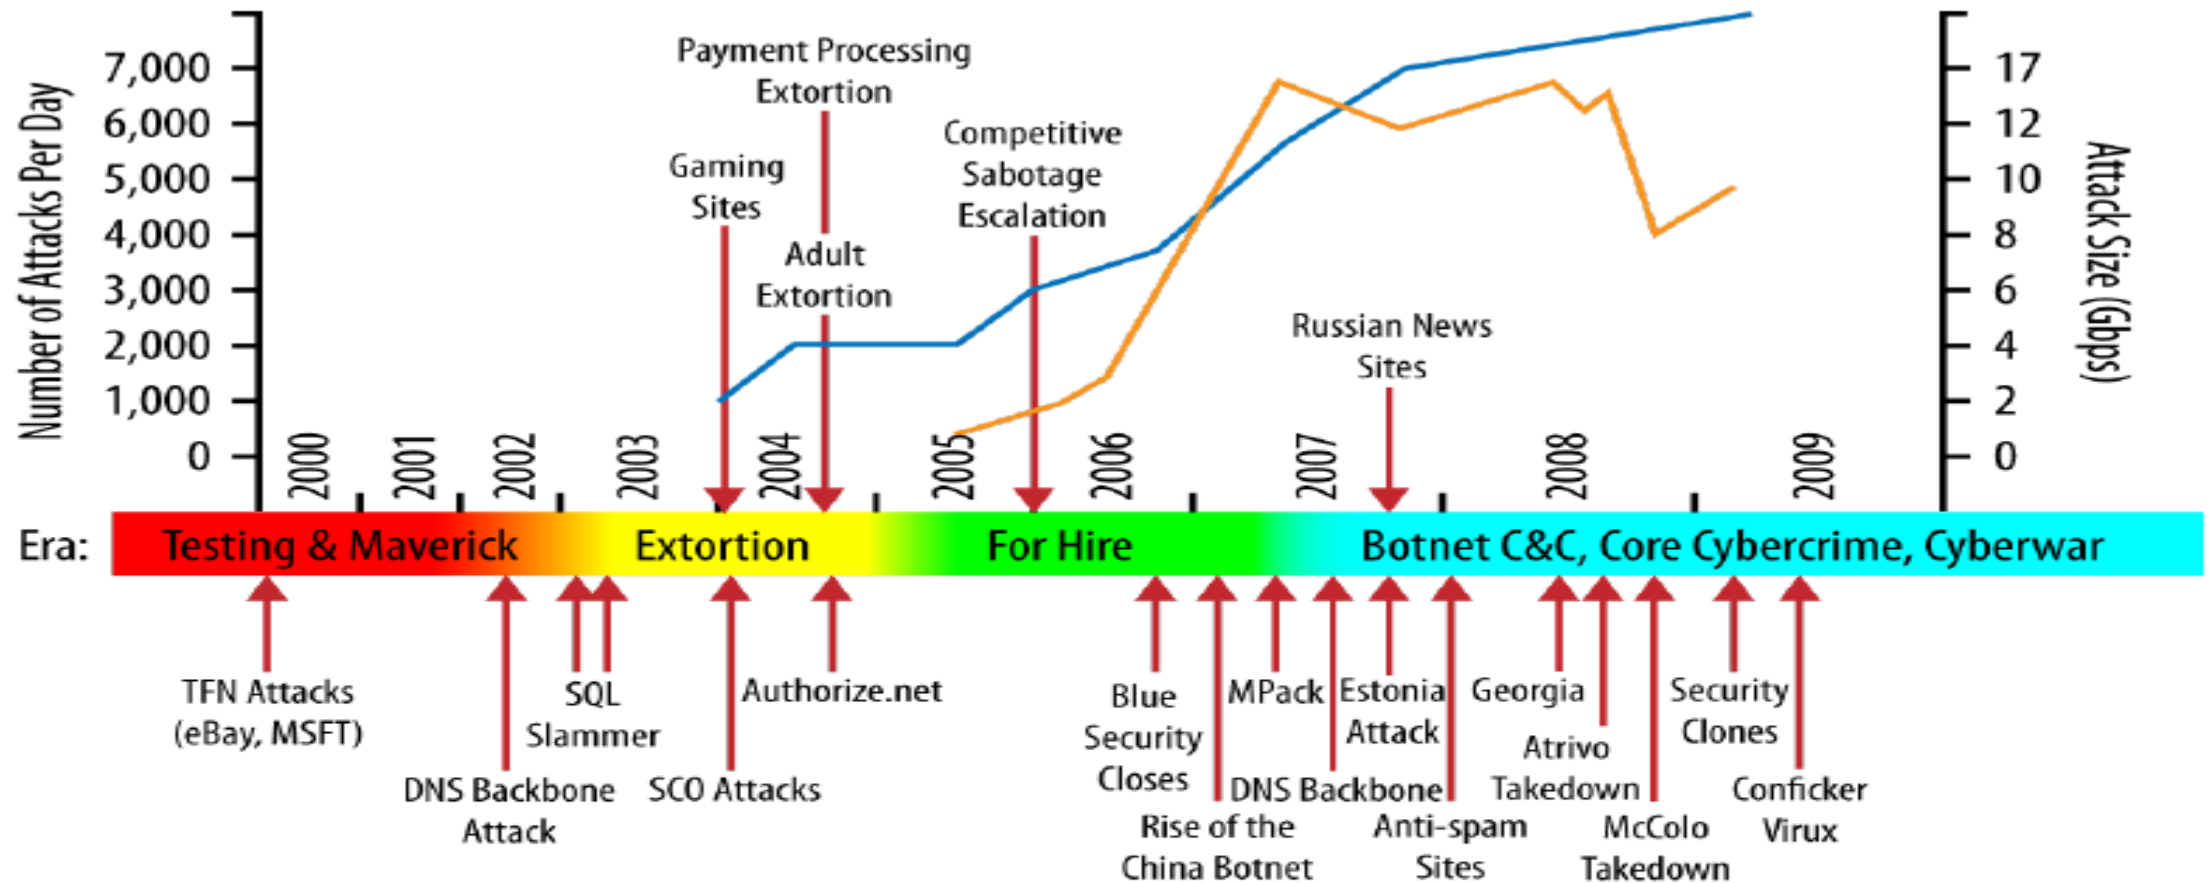 Number of Attacks Per Day
7,000
6,000
5,000
4,000
3,000
2,000
1,000
0
Payment Processing
Extortion
Gaming
Sites
Adult
Extortion
Competitive
Sabotage
Escalation
Russian News
Sites
17
12
10
8
6
4
2
0
Attack Size (Gbps)
2000
2001
2002
2003
2004
2005
2006
2007
2008
2009
Era:
Testing & Maverick
Extortion
For Hire
Botnet C&C, Core Cybercrime, Cyberwar
TFN Attacks
(eBay, MSFT)
DNS Backbone
Attack
SQL
Slammer
SCO Attacks
Authorize.net
Blue
Security
Closes
Rise of the
China Botnet
MPack
DNS Backbone
Estonia
Attack
Anti-spam
Sites
Georgia
Atrivo
Takedown
McColo
Takedown
Security
Clones
Conficker
Virux